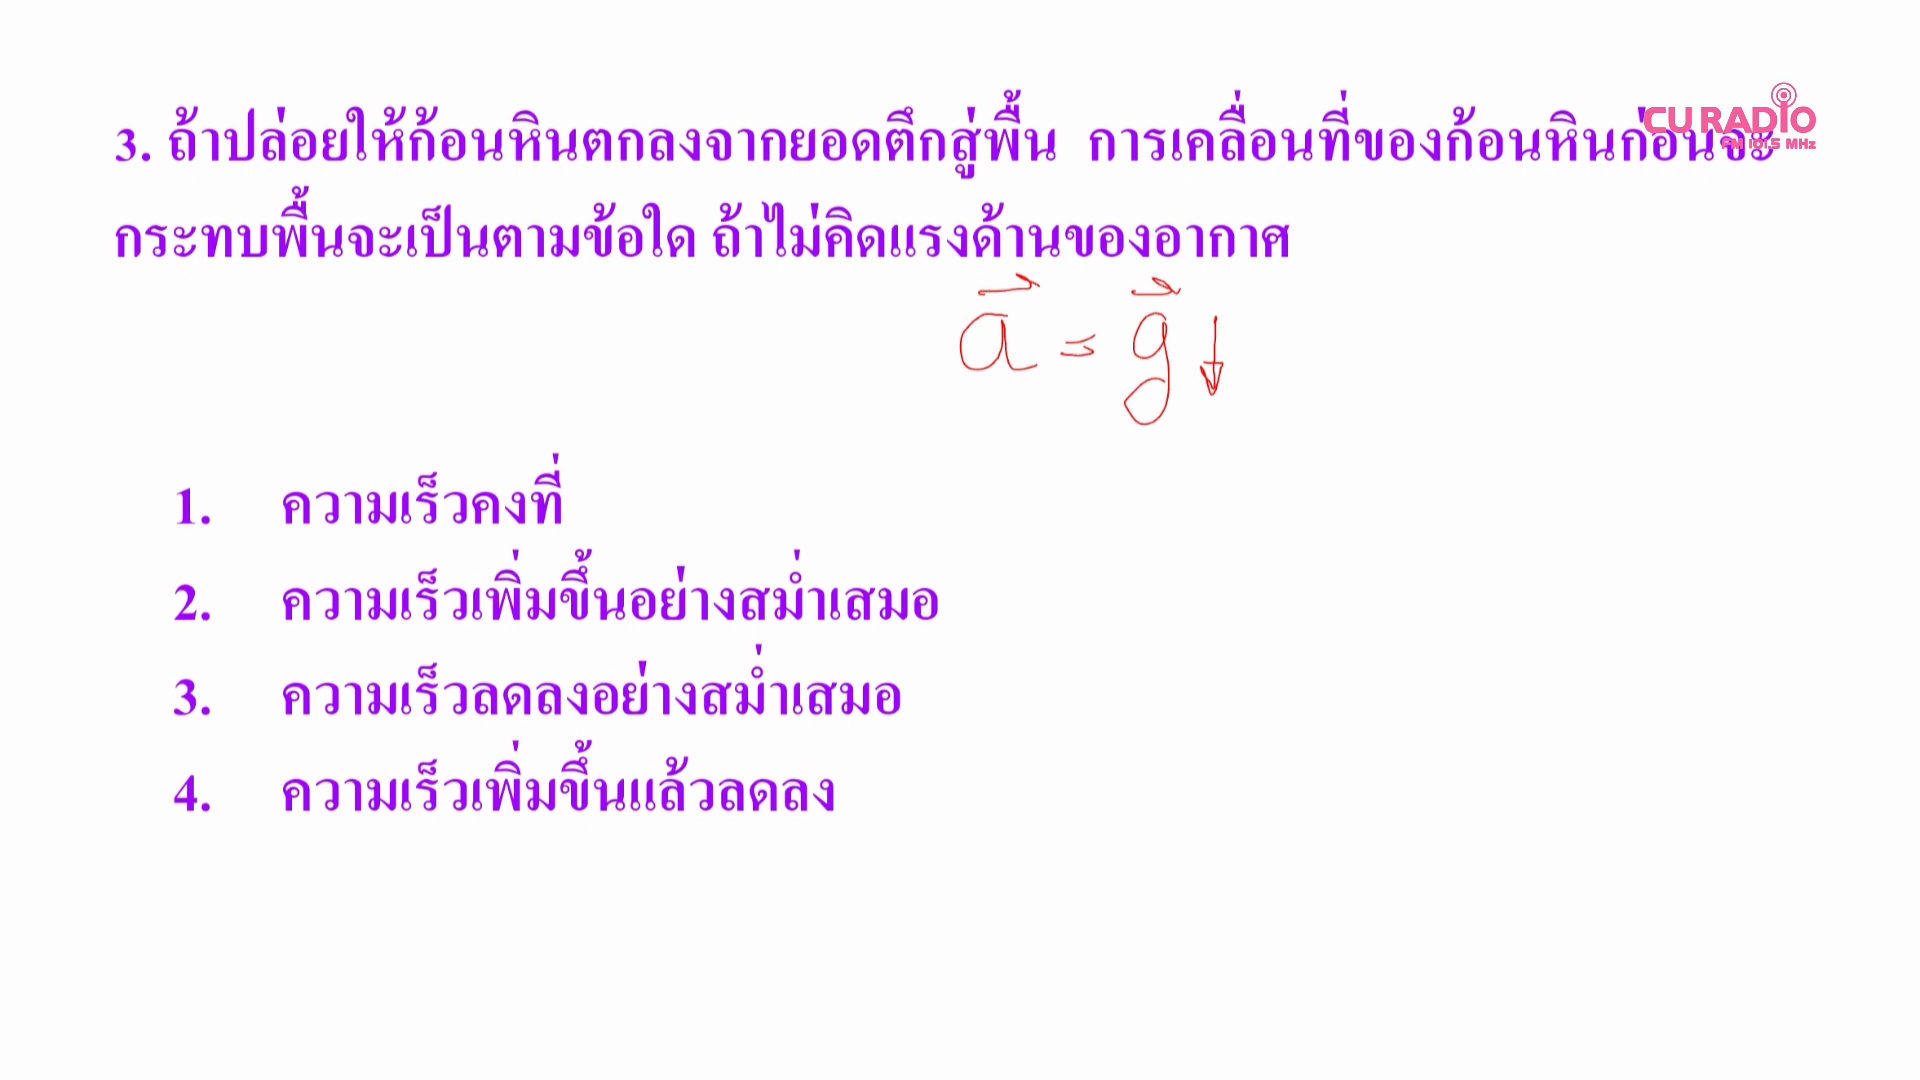 CU RADIO
FM 101.5 MHz
3. ถ้าปล่อยให้ก้อนหินตกลงจากยอดตึกสู่พื้น การเคลื่อนที่ของก้อนหินก่อนจะ
กระทบพื้นจะเป็นตามข้อใด ถ้าไม่คิดแรงต้านของอากาศ
a = g
1. ความเร็วคงที่
2. ความเร็วเพิ่มขึ้นอย่างสม่ำเสมอ
3. ความเร็วลดลงอย่างสม่ำเสมอ
4. ความเร็วเพิ่มขึ้นแล้วลดลง